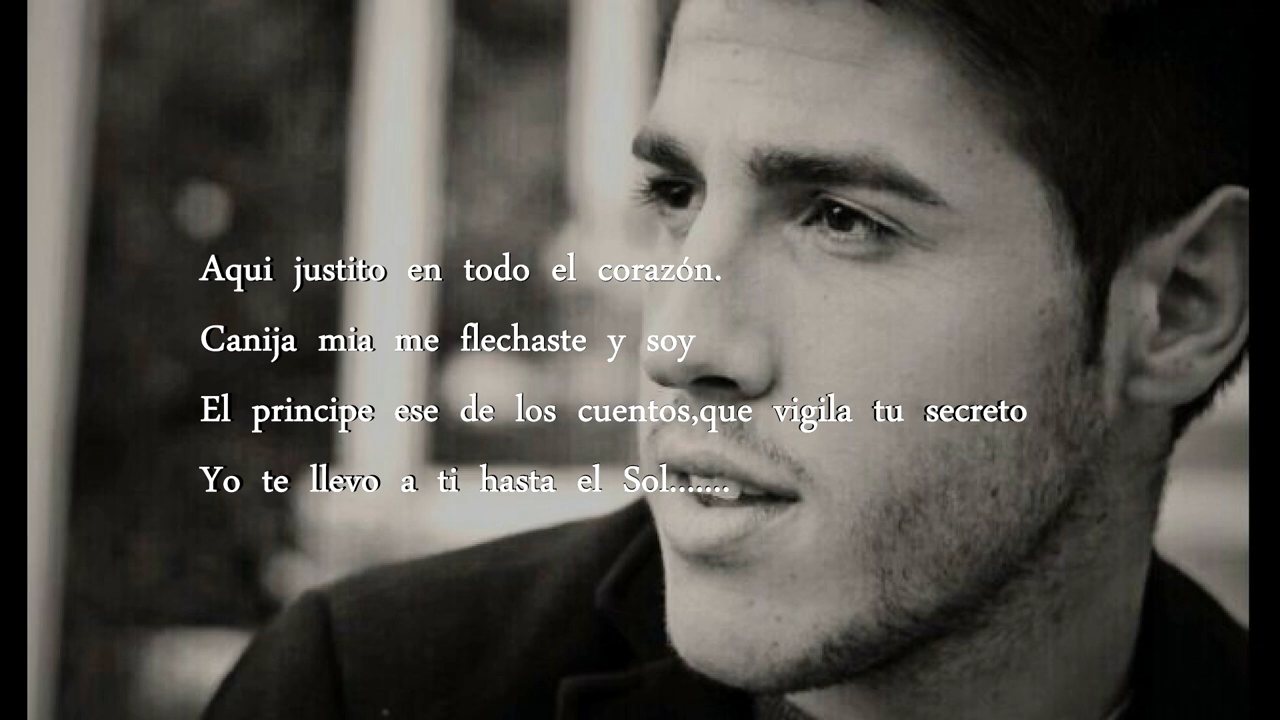 Aqui justito en todo el corazón.
Canija mia me flechaste y soy
El principe ese de los cuentos,que vigila tu secreto
Yo te llevo a ti hasta el Sol.......